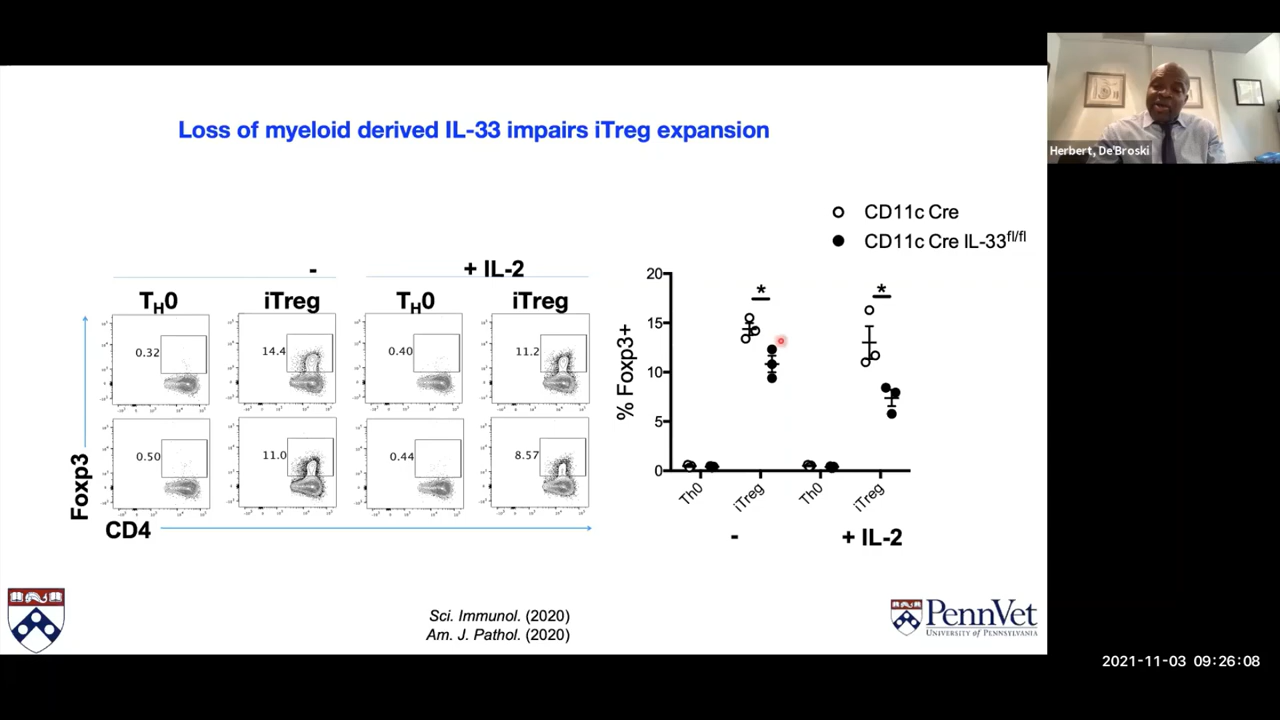 Loss of myeloid derived IL-33 impairs iTreg expansion
Herbert, De'Broski
CD11c Cre
CD11c Cre IL-33fl/fl
-
+ IL-2
TH0
iTreg
TH0
iTreg
0.32
14.4
0.40
11.2
0.50
11.0
0.44
8.57
Foxp3
CD4
% Foxp3+
20
15
10
5
0
*
*
Th0
iTreg
Th0
iTreg
-
+ IL-2
Sci. Immunol. (2020)
Am. J. Pathol. (2020)
PennVet
UNIVERSITY OF PENNSYLVANIA
2021-11-03 09:26:08